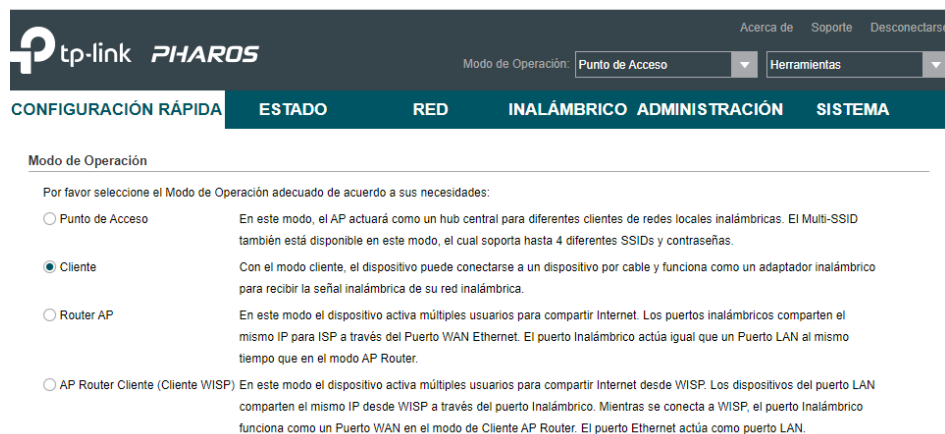 Acerca de Soporte Desconectarse
tp-link PHAROS
Modo de Operación: Punto de Acceso Herramientas
CONFIGURACIÓN RÁPIDA ESTADO RED INALÁMBRICO ADMINISTRACIÓN SISTEMA
Modo de Operación
Por favor seleccione el Modo de Operación adecuado de acuerdo a sus necesidades:
Punto de Acceso En este modo, el AP actuará como un hub central para diferentes clientes de redes locales inalámbricas. El Multi-SSID
también está disponible en este modo, el cual soporta hasta 4 diferentes SSIDs y contraseñas.
Cliente Con el modo cliente, el dispositivo puede conectarse a un dispositivo por cable y funciona como un adaptador inalámbrico
para recibir la señal inalámbrica de su red inalámbrica.
Router AP En este modo el dispositivo activa múltiples usuarios para compartir Internet. Los puertos inalámbricos comparten el
mismo IP para ISP a través del Puerto WAN Ethernet. El puerto Inalámbrico actúa igual que un Puerto LAN al mismo
tiempo que en el modo AP Router.
AP Router Cliente (Cliente WISP) En este modo el dispositivo activa múltiples usuarios para compartir Internet desde WISP. Los dispositivos del puerto LAN
comparten el mismo IP desde WISP a través del puerto Inalámbrico. Mientras se conecta a WISP, el puerto Inalámbrico
funciona como un Puerto WAN en el modo de Cliente AP Router. El puerto Ethernet actúa como puerto LAN.